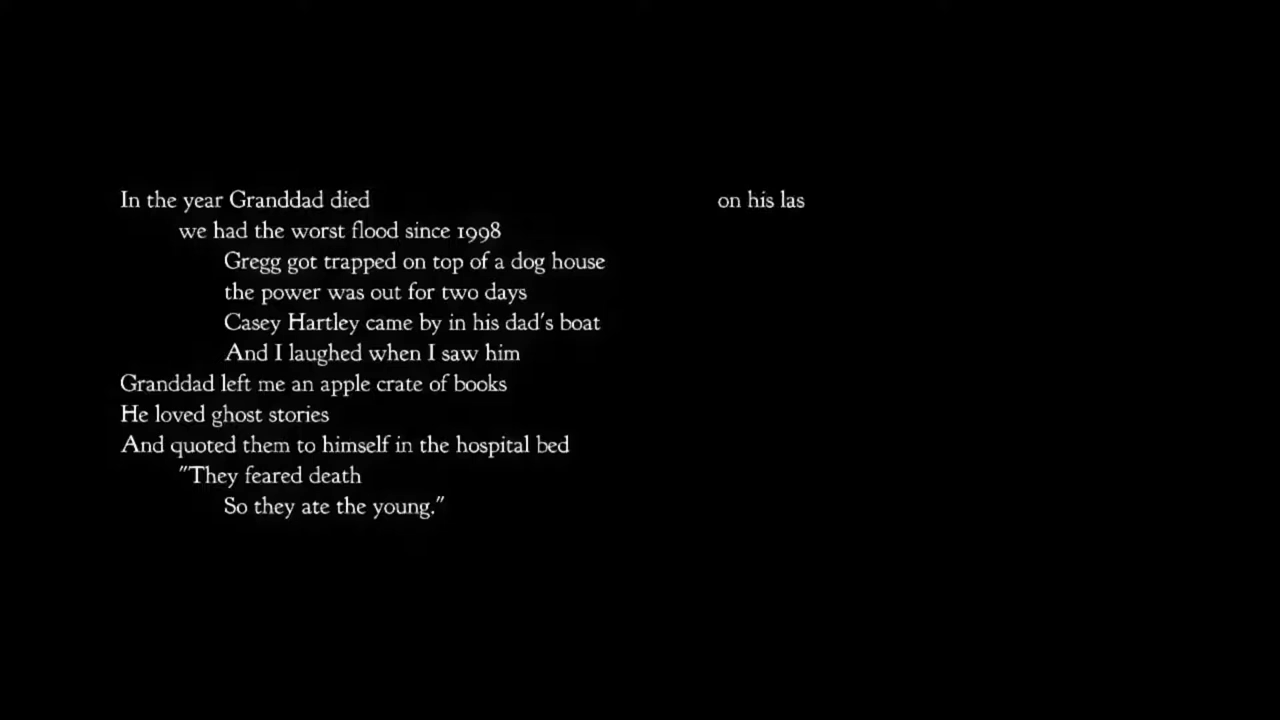 In the year Granddad died
we had the worst flood since 1998
Gregg got trapped on top of a dog house
the power was out for two days
Casey Hartley came by in his dad's boat
And I laughed when I saw him
Granddad left me an apple crate of books
He loved ghost stories
And quoted them to himself in the hospital bed
"They feared death
So they ate the young."
on his las